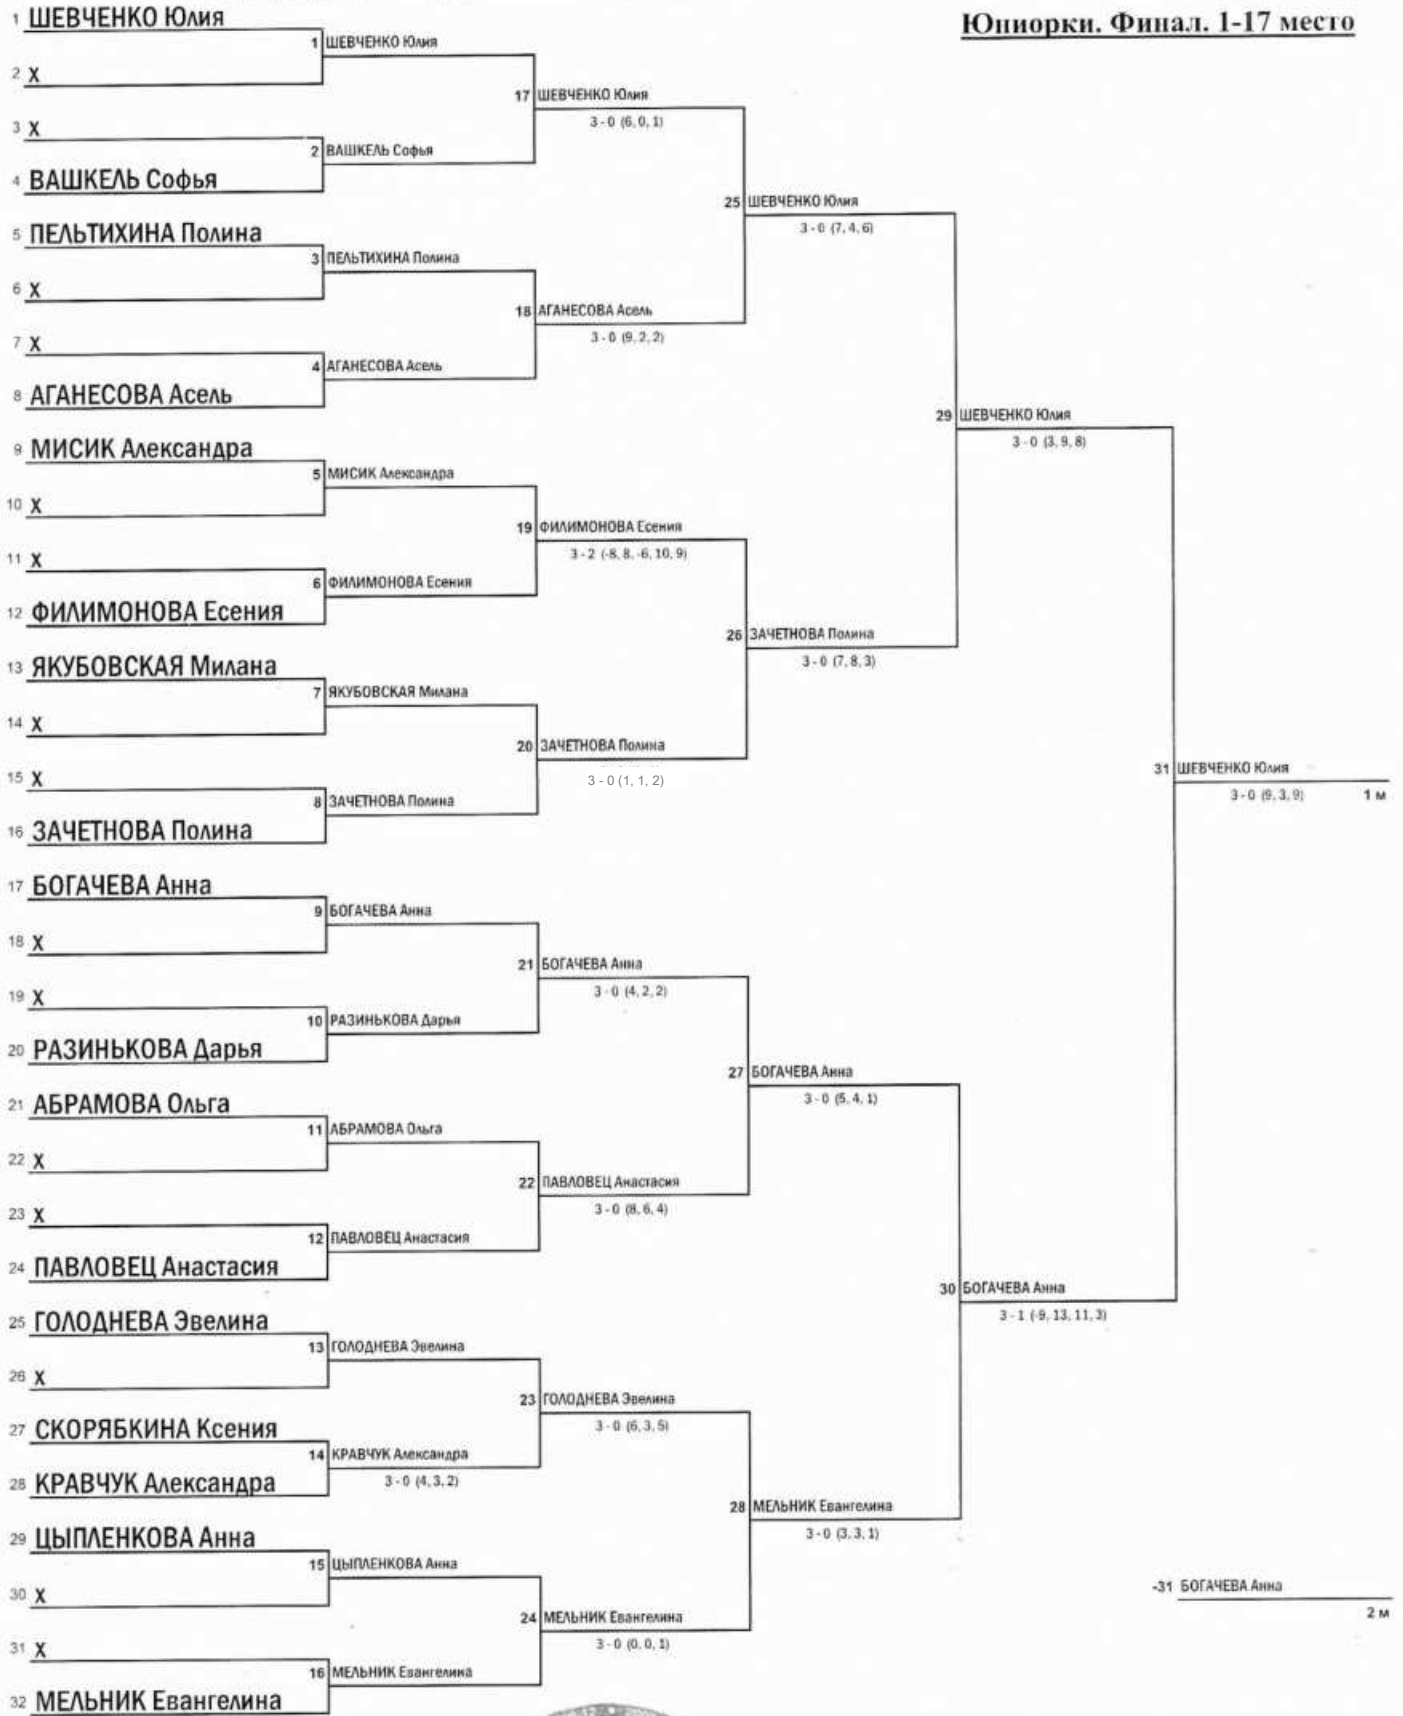 Юниорки. Финал. 1-17 место
1 ШЕВЧЕНКО Юлия
1 ШЕВЧЕНКО Юлия
2 X
17 ШЕВЧЕНКО Юлия
3 - 0 (6, 0, 1)
3 X
2 ВАШКЕЛЬ Софья
4 ВАШКЕЛЬ Софья
25 ШЕВЧЕНКО Юлия
3 - 0 (7, 4, 6)
5 ПЕЛЬТИХИНА Полина
3 ПЕЛЬТИХИНА Полина
6 X
18 АГАНЕСОВА Асель
3 - 0 (9, 2, 2)
7 X
4 АГАНЕСОВА Асель
8 АГАНЕСОВА Асель
29 ШЕВЧЕНКО Юлия
3 - 0 (3, 9, 8)
9 МИСИК Александра
5 МИСИК Александра
10 X
19 ФИЛИМОНОВА Есения
3 - 2 (-8, 8, -6, 10, 9)
11 X
6 ФИЛИМОНОВА Есения
12 ФИЛИМОНОВА Есения
26 ЗАЧЕТНОВА Полина
3 - 0 (7, 8, 3)
13 ЯКУБОВСКАЯ Милана
7 ЯКУБОВСКАЯ Милана
14 X
20 ЗАЧЕТНОВА Полина
3 - 0 (1, 1, 2)
15 X
8 ЗАЧЕТНОВА Полина
16 ЗАЧЕТНОВА Полина
31 ШЕВЧЕНКО Юлия
3 - 0 (9, 3, 9) 1 м
17 БОГАЧЕВА Анна
9 БОГАЧЕВА Анна
18 X
21 БОГАЧЕВА Анна
3 - 0 (4, 2, 2)
19 X
10 РАЗИНЬКОВА Дарья
20 РАЗИНЬКОВА Дарья
27 БОГАЧЕВА Анна
3 - 0 (5, 4, 1)
21 АБРАМОВА Ольга
11 АБРАМОВА Ольга
22 X
22 ПАВЛОВЕЦ Анастасия
3 - 0 (8, 6, 4)
23 X
12 ПАВЛОВЕЦ Анастасия
24 ПАВЛОВЕЦ Анастасия
30 БОГАЧЕВА Анна
3 - 1 (-9, 13, 11, 3)
25 ГОЛОДНЕВА Эвелина
13 ГОЛОДНЕВА Эвелина
26 X
23 ГОЛОДНЕВА Эвелина
3 - 0 (6, 3, 5)
27 СКОРЯБКИНА Ксения
14 КРАВЧУК Александра
3 - 0 (4, 3, 2)
28 КРАВЧУК Александра
28 МЕЛЬНИК Евангелина
3 - 0 (3, 3, 1)
29 ЦЫПЛЕНКОВА Анна
15 ЦЫПЛЕНКОВА Анна
30 X
24 МЕЛЬНИК Евангелина
3 - 0 (0, 0, 1)
31 X
16 МЕЛЬНИК Евангелина
32 МЕЛЬНИК Евангелина
-31 БОГАЧЕВА Анна
2 м